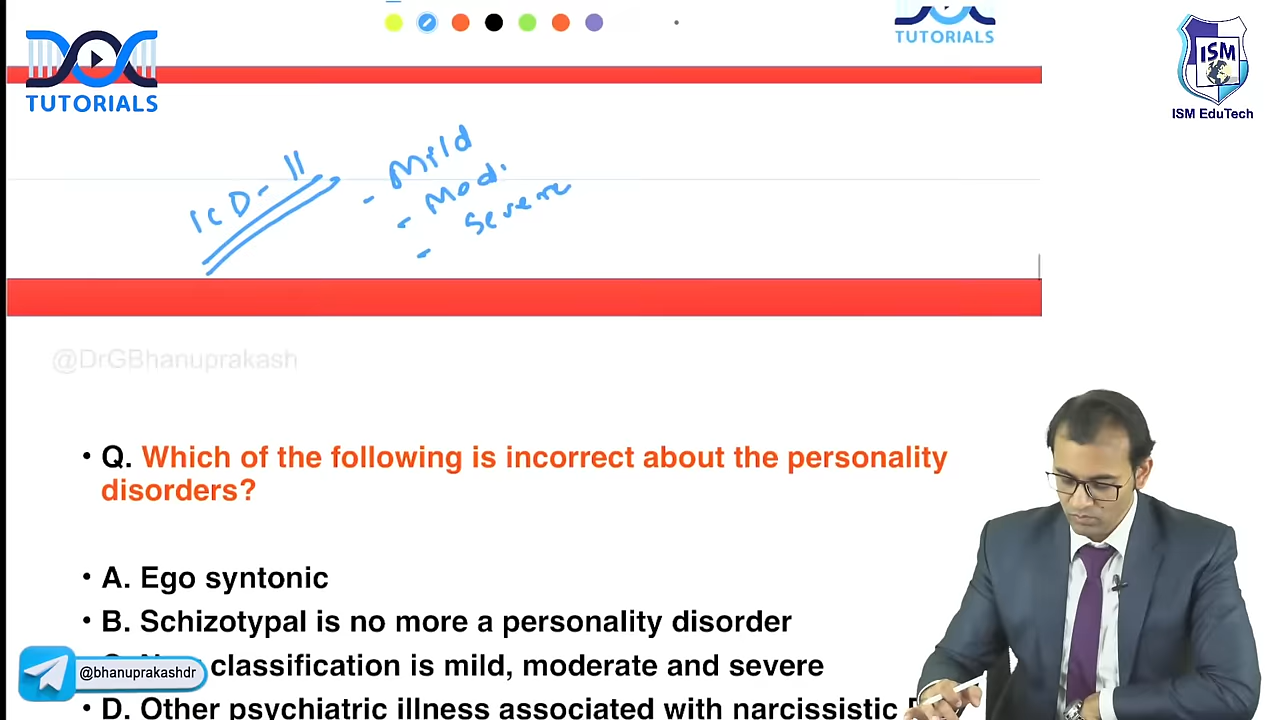 TUTORIALS
TUTORIALS
ISM
ISM EduTech
ICD-11
- Mild
- Mod.
- Severe
@DrGBhanuprakash
• Q. Which of the following is incorrect about the personality
disorders?
• A. Ego syntonic
• B. Schizotypal is no more a personality disorder
classification is mild, moderate and severe
@bhanuprakashdr
• D. Other psychiatric illness associated with narcissistic